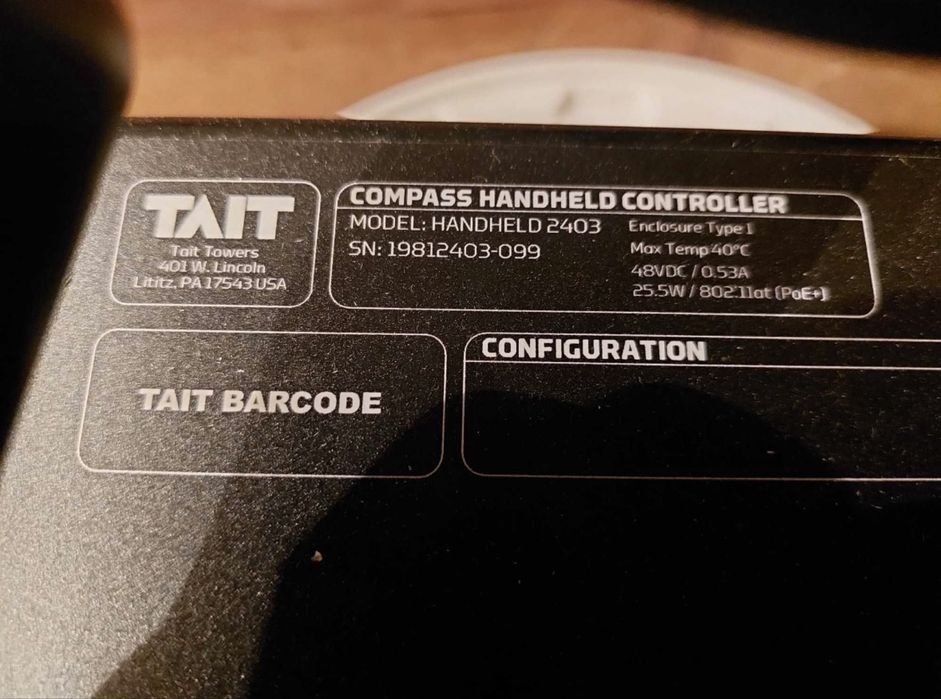 TAIT
Tait Towers
401 W. Lincoln
Lititz, PA 17543 USA
COMPASS HANDHELD CONTROLLER
MODEL: HANDHELD 2403
SN: 19812403-099
Enclosure Type 1
Max Temp 40°C
48VDC / 0.53A
25.5W / 802.11at (PoE+)
TAIT BARCODE
CONFIGURATION